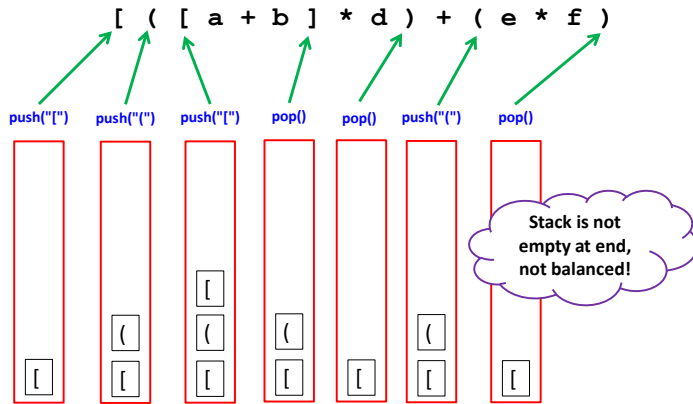 [ ( [ a + b ] * d ) + ( e * f )
push("[") push("(") push("[") pop() pop() push("(") pop()
Stack is not
empty at end,
not balanced!
[
( ( ( (
[ [ [ [ [ [ [